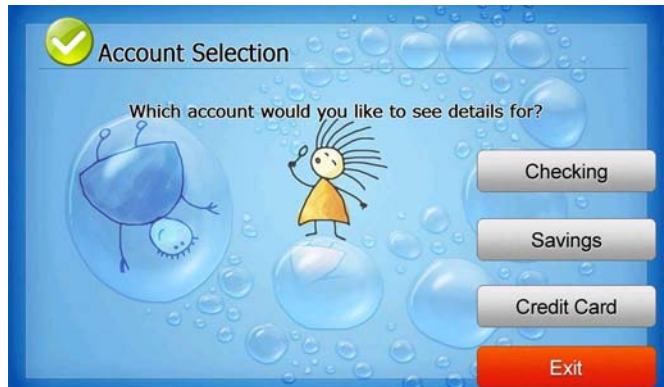 Account Selection
Which account would you like to see details for?
Checking
Savings
Credit Card
Exit